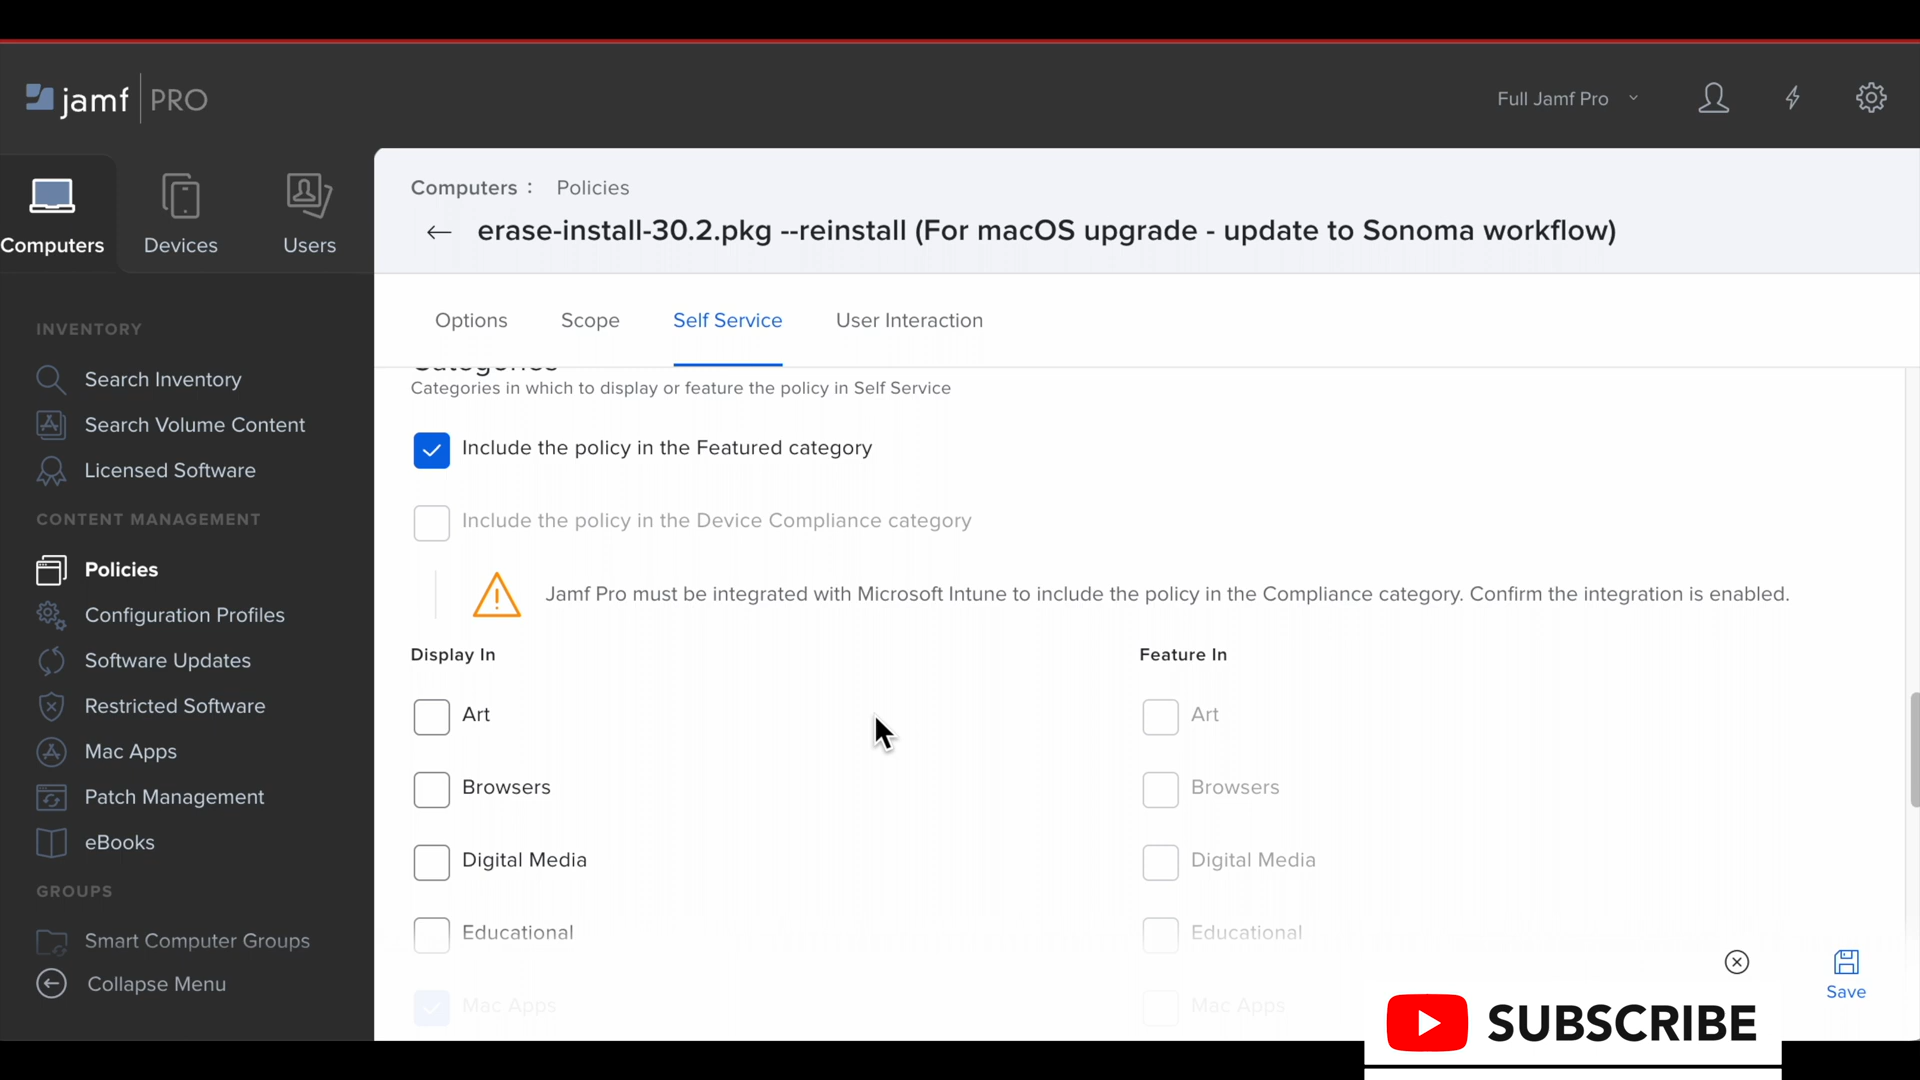 jamf PRO
Full Jamf Pro
Computers
Devices
Users
INVENTORY
Search Inventory
Search Volume Content
Licensed Software
CONTENT MANAGEMENT
Policies
Configuration Profiles
Software Updates
Restricted Software
Mac Apps
Patch Management
eBooks
GROUPS
Smart Computer Groups
Collapse Menu
Computers : Policies
← erase-install-30.2.pkg --reinstall (For macOS upgrade - update to Sonoma workflow)
Options Scope Self Service User Interaction
Categories
Categories in which to display or feature the policy in Self Service
Include the policy in the Featured category
Include the policy in the Device Compliance category
Jamf Pro must be integrated with Microsoft Intune to include the policy in the Compliance category. Confirm the integration is enabled.
Display In
Art
Browsers
Digital Media
Educational
Mac Apps
Feature In
Art
Browsers
Digital Media
Educational
Mac Apps
Save
SUBSCRIBE